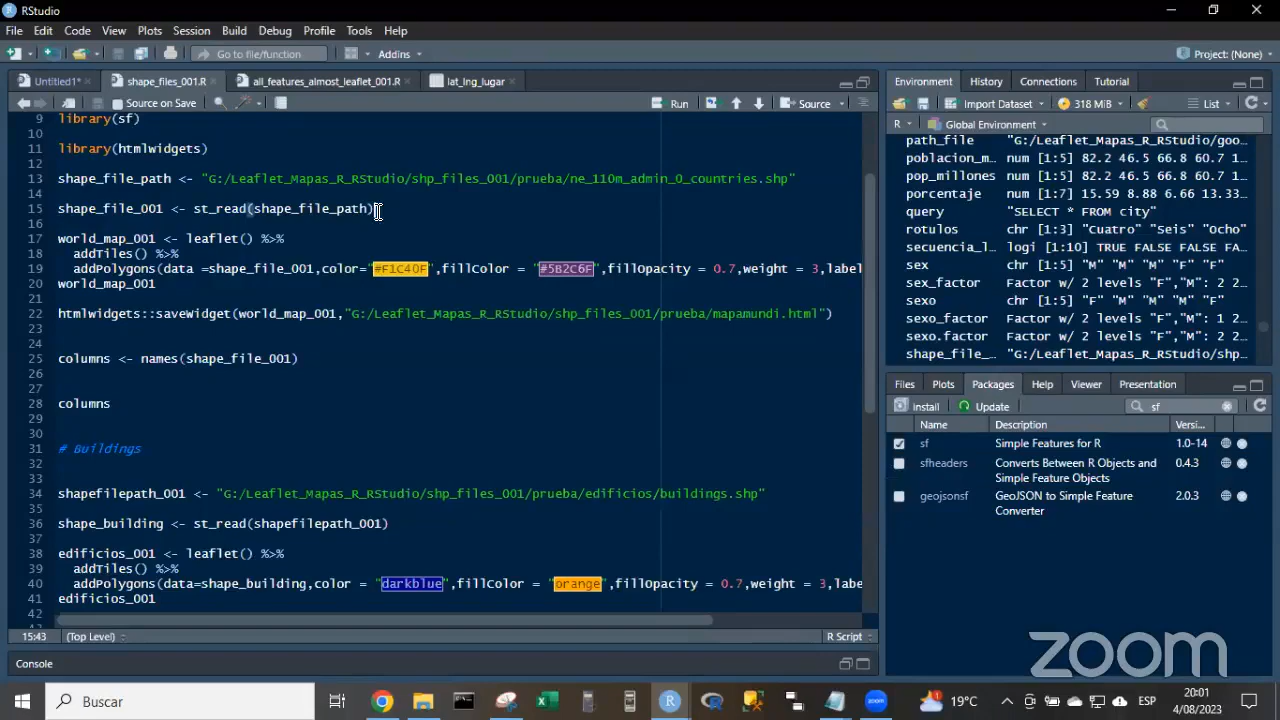 RStudio
File Edit Code View Plots Session Build Debug Profile Tools Help
Go to file/function Addins Project: (None)
Untitled1* shape_files_001.R all_features_almost_leaflet_001.R lat_lng_lugar
Source on Save Run Source
9 library(sf)
10
11 library(htmlwidgets)
12
13 shape_file_path <- "G:/Leaflet_Mapas_R_RStudio/shp_files_001/prueba/ne_110m_admin_0_countries.shp"
14
15 shape_file_001 <- st_read(shape_file_path)
16
17 world_map_001 <- leaflet() %>%
18 addTiles() %>%
19 addPolygons(data =shape_file_001,color="#F1C40F",fillColor = "#5B2C6F",fillOpacity = 0.7,weight = 3,label
20 world_map_001
21
22 htmlwidgets::saveWidget(world_map_001,"G:/Leaflet_Mapas_R_RStudio/shp_files_001/prueba/mapamundi.html")
23
24
25 columns <- names(shape_file_001)
26
27
28 columns
29
30
31 # Buildings
32
33
34 shapefilepath_001 <- "G:/Leaflet_Mapas_R_RStudio/shp_files_001/prueba/edificios/buildings.shp"
35
36 shape_building <- st_read(shapefilepath_001)
37
38 edificios_001 <- leaflet() %>%
39 addTiles() %>%
40 addPolygons(data=shape_building,color = "darkblue",fillColor = "orange",fillOpacity = 0.7,weight = 3,labe
41 edificios_001
42
15:43 (Top Level) R Script
Console
Environment History Connections Tutorial
Import Dataset 318 MiB List
R Global Environment
path_file "G:/Leaflet_Mapas_R_RStudio/goo…
poblacion_m… num [1:5] 82.2 46.5 66.8 60.7 1…
pop_millones num [1:5] 82.2 46.5 66.8 60.7 1…
porcentaje num [1:7] 15.59 8.88 6.66 13.33…
query "SELECT * FROM city"
rotulos chr [1:3] "Cuatro" "Seis" "Ocho"
secuencia_l… logi [1:10] TRUE FALSE FALSE FA…
sex chr [1:5] "M" "F" "M" "M" "F"
sex_factor Factor w/ 2 levels "F","M": 2 …
sexo chr [1:5] "F" "M" "M" "F"
sexo_factor Factor w/ 2 levels "F","M": 1 2…
sexo.factor Factor w/ 2 levels "F","M": 2 2…
shape_file_… "G:/Leaflet_Mapas_R_RStudio/shp…
Files Plots Packages Help Viewer Presentation
Install Update sf
Name Description Versi...
sf Simple Features for R 1.0-14
sfheaders Converts Between R Objects and Simple Feature Objects 0.4.3
geojsonsf GeoJSON to Simple Feature Converter 2.0.3
zoom
Buscar
19°C ESP 20:01
4/08/2023